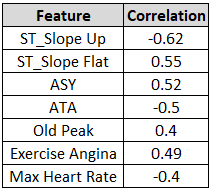 Feature Correlation
ST_Slope Up -0.62
ST_Slope Flat 0.55
ASY 0.52
ATA -0.5
Old Peak 0.4
Exercise Angina 0.49
Max Heart Rate -0.4